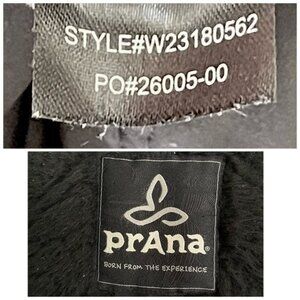 STYLE#W23180562
PO#26005-00
prAna®
BORN FROM THE EXPERIENCE